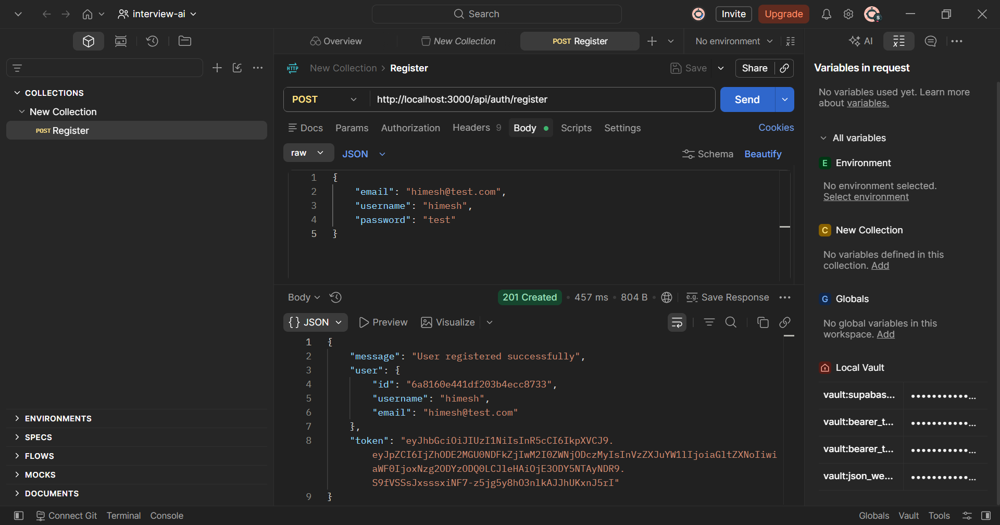 interview-ai
Search
Invite
Upgrade
S
Overview
New Collection
POST Register
No environment
AI
COLLECTIONS
New Collection
POST Register
ENVIRONMENTS
SPECS
FLOWS
MOCKS
DOCUMENTS
HTTP
New Collection > Register
Save
Share
POST
http://localhost:3000/api/auth/register
Send
Docs
Params
Authorization
Headers 9
Body
Scripts
Settings
Cookies
raw
JSON
Schema
Beautify
1 {
2 "email": "himesh@test.com",
3 "username": "himesh",
4 "password": "test"
5 }
Body
201 Created • 457 ms • 804 B •
e.g. Save Response
{} JSON
Preview
Visualize
1 {
2 "message": "User registered successfully",
3 "user": {
4 "id": "6a8160e441df203b4ecc8733",
5 "username": "himesh",
6 "email": "himesh@test.com"
7 },
8 "token": "eyJhbGciOiJIUzI1NiIsInR5cCI6IkpXVCJ9.
eyJpZCI6IjZhODE2MGU0NDFkZjIwM2I0ZWNjODczMyIsInVzZXJuYW1lIjoiaGltZXNoIiwi
aWF0IjoxNzg2ODYzODQ0LCJleHAiOjE3ODY5NTAyNDR9.
S9fVSSsJxsssxiNF7-z5jg5y8hO3nlkAJJhUKxnJ5rI"
9 }
Variables in request
No variables used yet. Learn more
about variables.
All variables
E Environment
No environment selected.
Select environment
C New Collection
No variables defined in this
collection. Add
G Globals
No global variables in this
workspace. Add
Local Vault
vault:supabas... •••••••••••...
vault:bearer_t... •••••••••••...
vault:bearer_t... •••••••••••...
vault:json_we... •••••••••••...
Connect Git
Terminal
Console
Globals
Vault
Tools